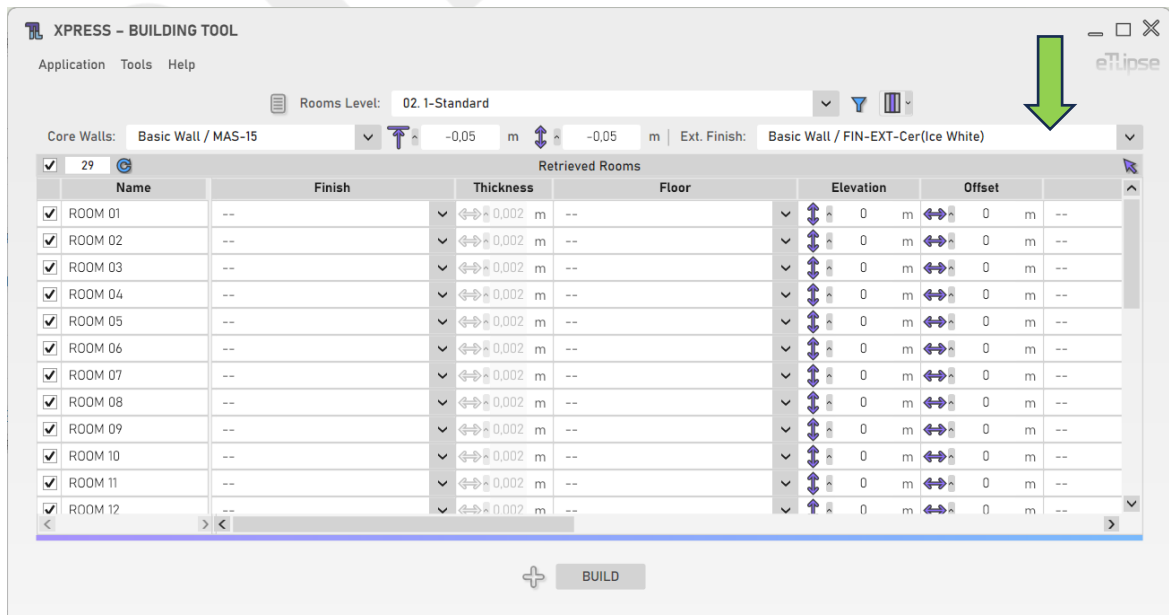 XPRESS – BUILDING TOOL
Application Tools Help
eTLipse
Rooms Level: 02. 1-Standard
Core Walls: Basic Wall / MAS-15 -0,05 m -0,05 m | Ext. Finish: Basic Wall / FIN-EXT-Cer(Ice White)
29 Retrieved Rooms
Name Finish Thickness Floor Elevation Offset
ROOM 01 -- 0,002 m -- 0 m 0 m --
ROOM 02 -- 0,002 m -- 0 m 0 m --
ROOM 03 -- 0,002 m -- 0 m 0 m --
ROOM 04 -- 0,002 m -- 0 m 0 m --
ROOM 05 -- 0,002 m -- 0 m 0 m --
ROOM 06 -- 0,002 m -- 0 m 0 m --
ROOM 07 -- 0,002 m -- 0 m 0 m --
ROOM 08 -- 0,002 m -- 0 m 0 m --
ROOM 09 -- 0,002 m -- 0 m 0 m --
ROOM 10 -- 0,002 m -- 0 m 0 m --
ROOM 11 -- 0,002 m -- 0 m 0 m --
ROOM 12 -- 0,002 m -- 0 m 0 m --
BUILD